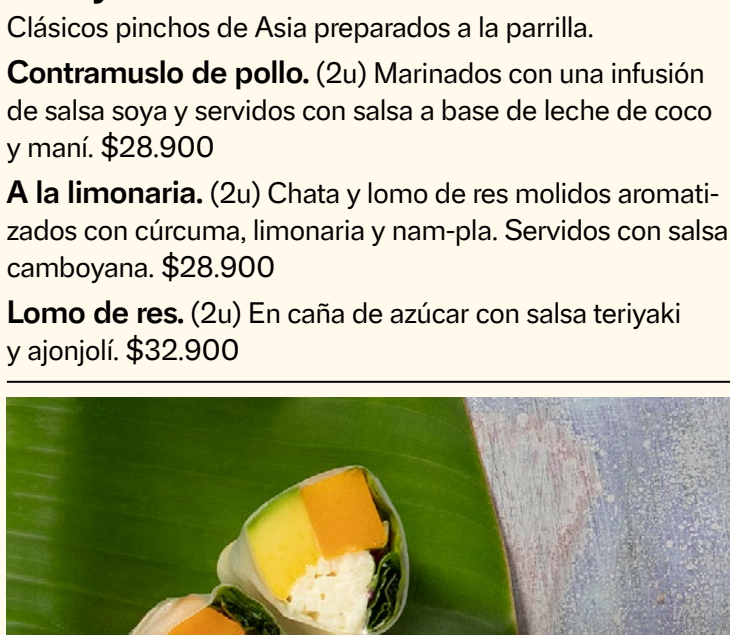 Clásicos pinchos de Asia preparados a la parrilla.
Contramuslo de pollo. (2u) Marinados con una infusión
de salsa soya y servidos con salsa a base de leche de coco
y maní. $28.900
A la limonaria. (2u) Chata y lomo de res molidos aromati-
zados con cúrcuma, limonaria y nam-pla. Servidos con salsa
camboyana. $28.900
Lomo de res. (2u) En caña de azúcar con salsa teriyaki
y ajonjolí. $32.900